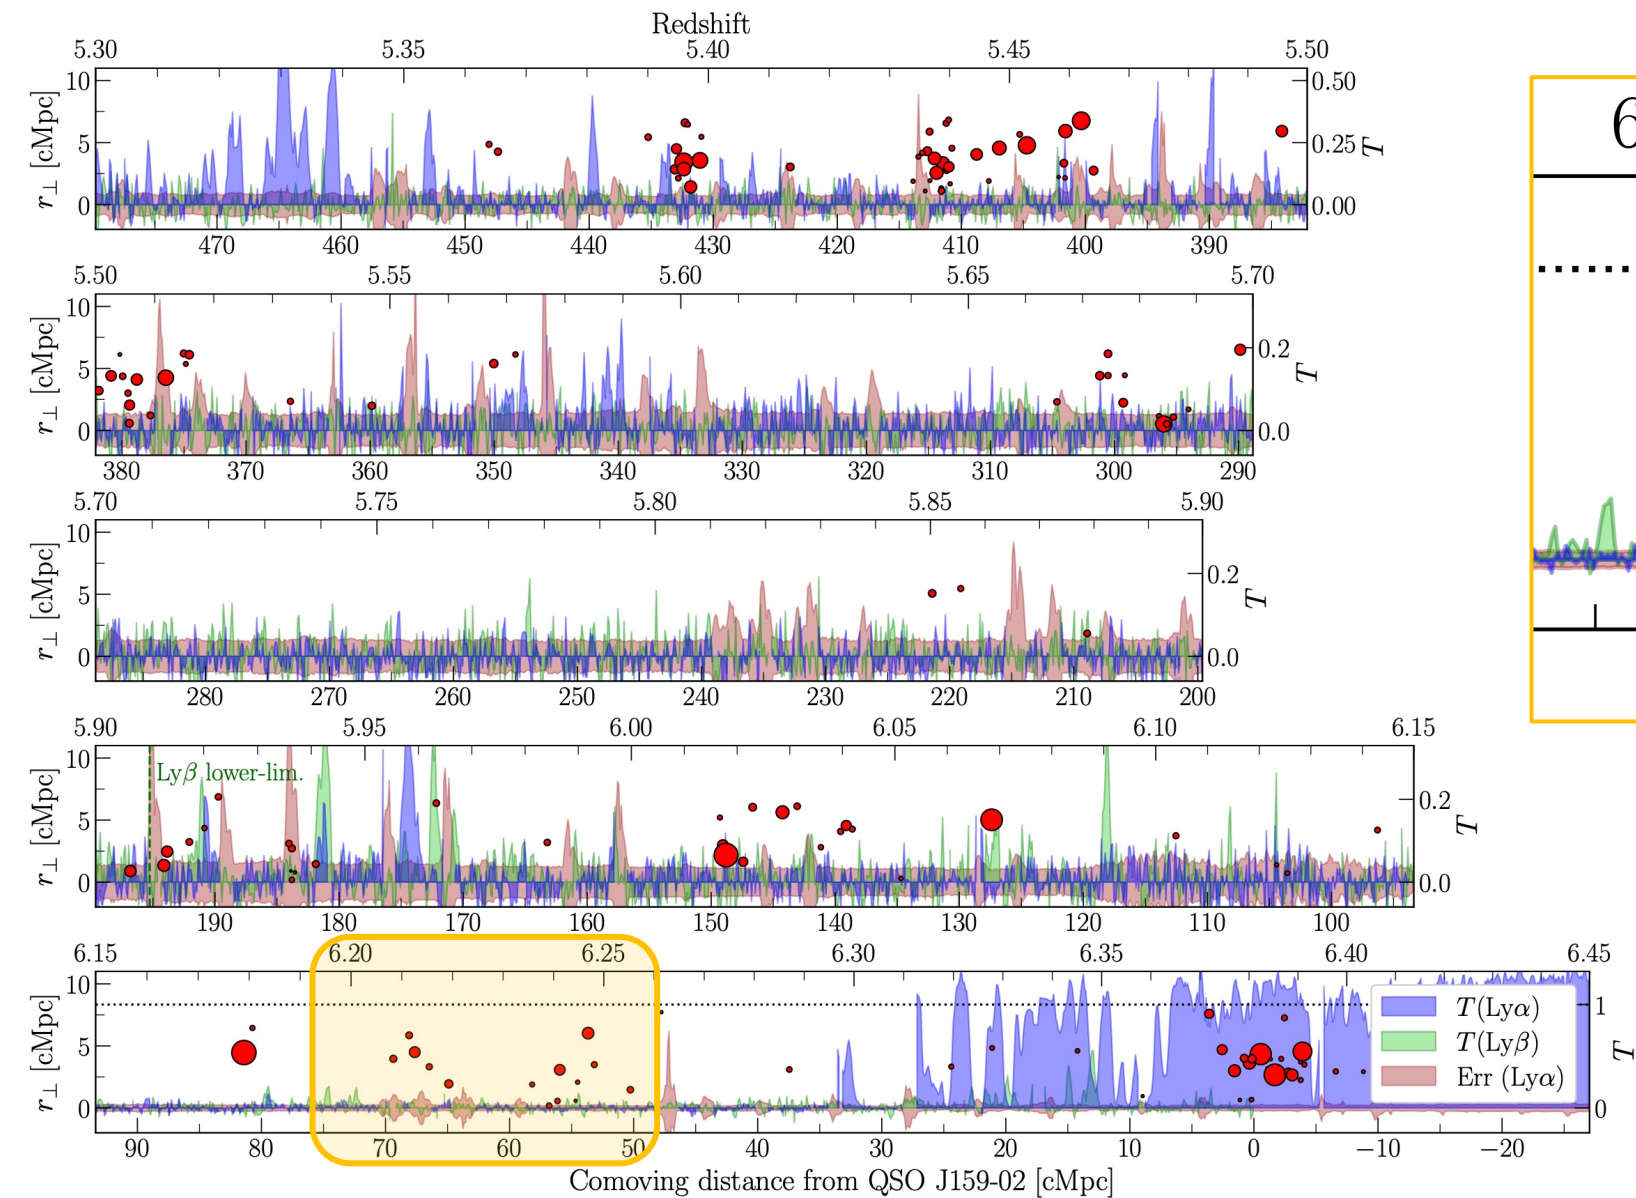 Redshift
5.30 5.35 5.40 5.45 5.50
10 5 0
r⊥ [cMpc]
0.50 0.25 0.00
T
470 460 450 440 430 420 410 400 390
5.50 5.55 5.60 5.65 5.70
10 5 0
r⊥ [cMpc]
0.2 0.0
T
380 370 360 350 340 330 320 310 300 290
5.70 5.75 5.80 5.85 5.90
10 5 0
r⊥ [cMpc]
0.2 0.0
T
280 270 260 250 240 230 220 210 200
5.90 5.95 6.00 6.05 6.10 6.15
10 5 0
r⊥ [cMpc]
Lyβ lower-lim.
0.2 0.0
T
190 180 170 160 150 140 130 120 110 100
6.15 6.20 6.25 6.30 6.35 6.40 6.45
10 5 0
r⊥ [cMpc]
T(Lyα)
T(Lyβ)
Err (Lyα)
1 0
T
90 80 70 60 50 40 30 20 10 0 −10 −20
Comoving distance from QSO J159-02 [cMpc]
6